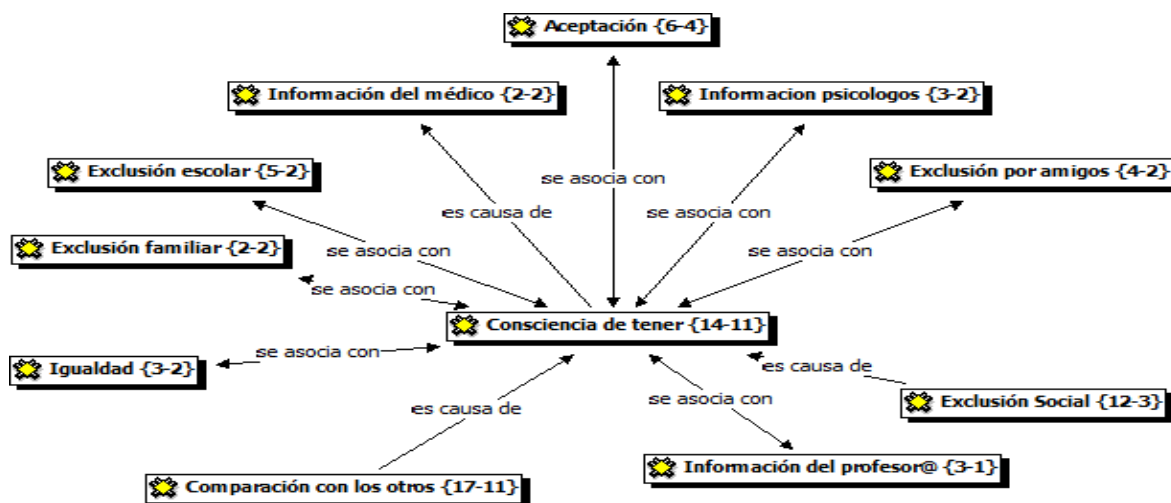 Aceptación {6-4}
Información del médico {2-2}
Informacion psicologos {3-2}
Exclusión escolar {5-2}
se asocia con
Exclusión por amigos {4-2}
es causa de
se asocia con
Exclusión familiar {2-2}
se asocia con
se asocia con
se asocia con
Consciencia de tener {14-11}
se asocia con
Igualdad {3-2}
es causa de
se asocia con
Exclusión Social {12-3}
es causa de
Información del profesor@ {3-1}
Comparación con los otros {17-11}